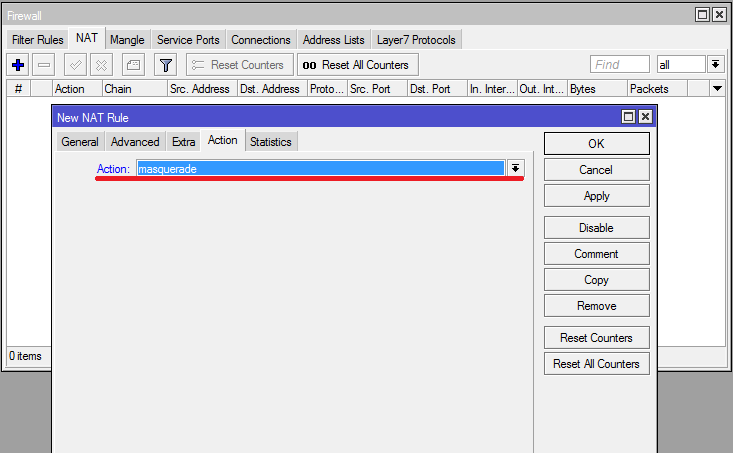 Firewall
Filter Rules NAT Mangle Service Ports Connections Address Lists Layer7 Protocols
Reset Counters 00 Reset All Counters Find all
# Action Chain Src. Address Dst. Address Proto... Src. Port Dst. Port In. Inter... Out. Int... Bytes Packets
New NAT Rule
General Advanced Extra Action Statistics
OK
Action: masquerade
Cancel
Apply
Disable
Comment
Copy
Remove
Reset Counters
0 items
Reset All Counters